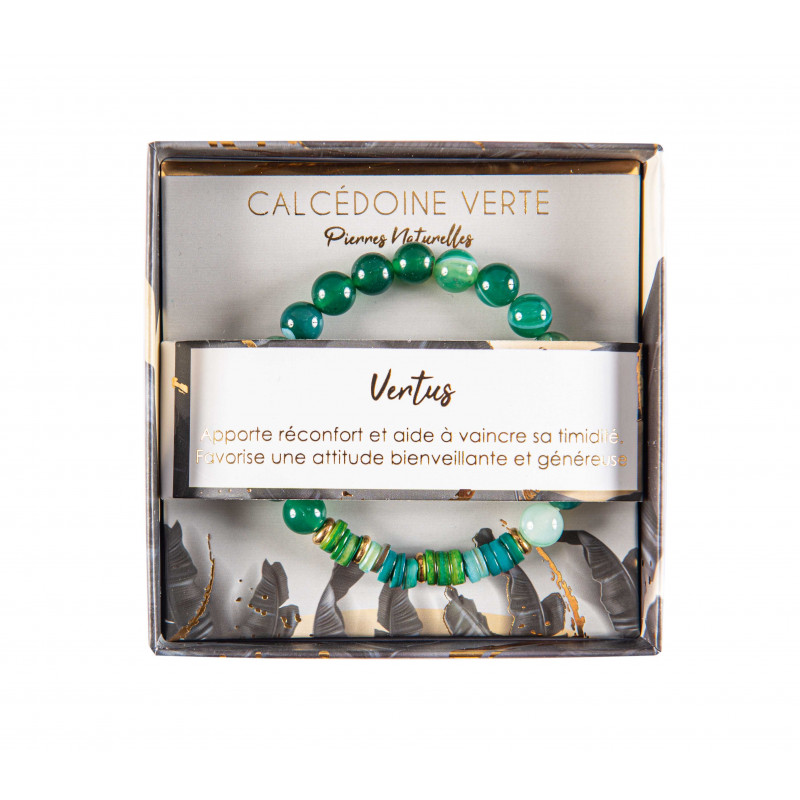 CALCÉDOINE VERTE
Pierres Naturelles
Vertus
Apporte réconfort et aide à vaincre sa timidité.
Favorise une attitude bienveillante et généreuse